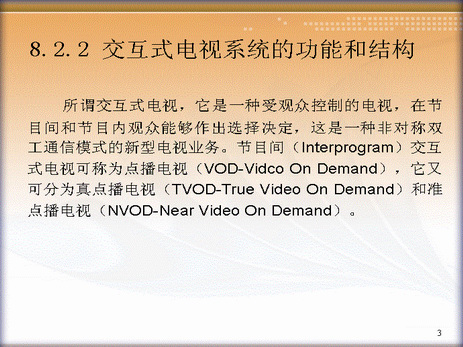 8.2.2 交互式电视系统的功能和结构
所谓交互式电视，它是一种受观众控制的电视，在节
目间和节目内观众能够作出选择决定，这是一种非对称双
工通信模式的新型电视业务。节目间（Interprogram）交互
式电视可称为点播电视（VOD-Vidco On Demand），它又
可分为真点播电视（TVOD-True Video On Demand）和准
点播电视（NVOD-Near Video On Demand）。
3